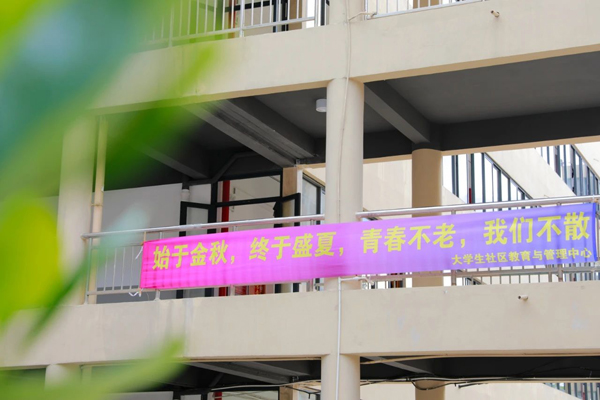 始于金秋，终于盛夏，青春不老，我们不散
大学生社区教育与管理中心